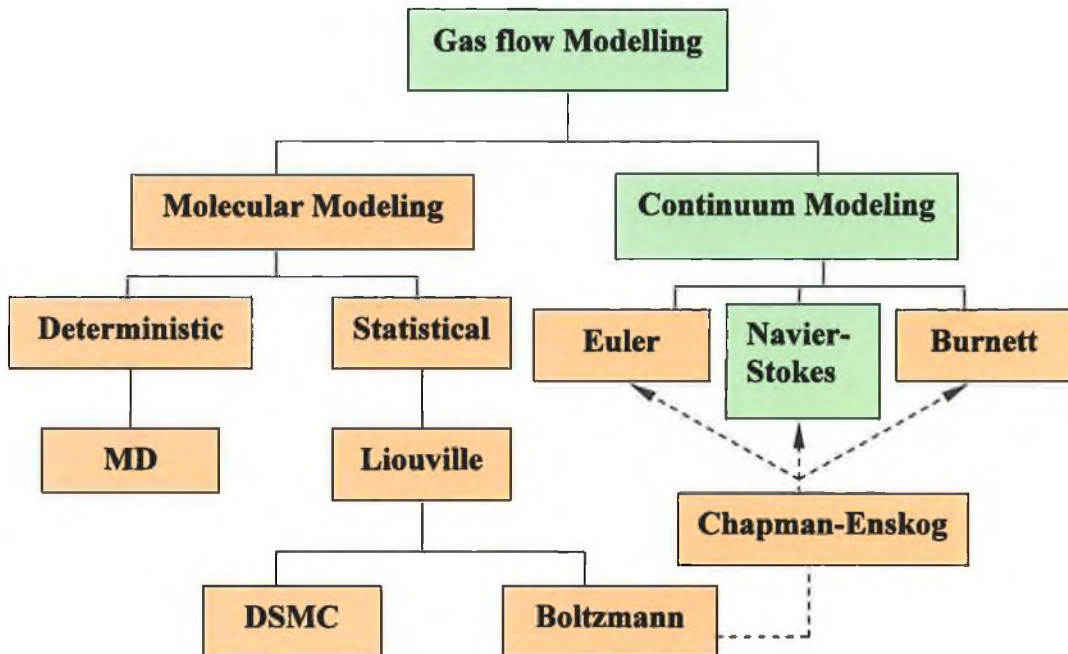 Gas flow Modelling
Molecular Modeling
Continuum Modeling
Deterministic
Statistical
Euler
Navier-
Stokes
Burnett
MD
Liouville
Chapman-Enskog
DSMC
Boltzmann